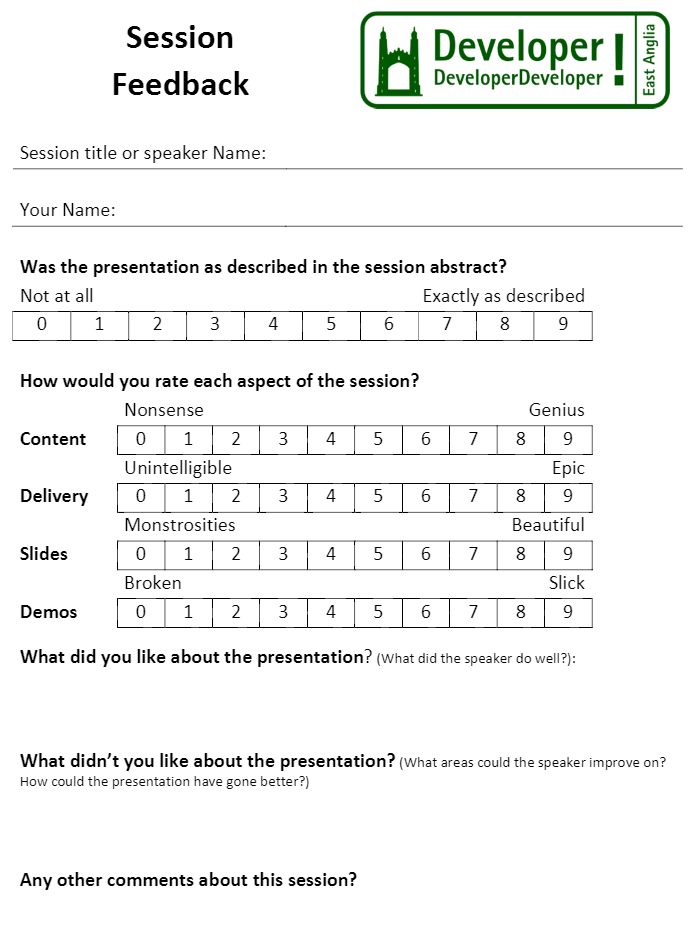 Session
Feedback
Developer !
DeveloperDeveloper
East Anglia
Session title or speaker Name:
Your Name:
Was the presentation as described in the session abstract?
Not at all Exactly as described
0 1 2 3 4 5 6 7 8 9
How would you rate each aspect of the session?
Nonsense Genius
Content 0 1 2 3 4 5 6 7 8 9
Unintelligible Epic
Delivery 0 1 2 3 4 5 6 7 8 9
Monstrosities Beautiful
Slides 0 1 2 3 4 5 6 7 8 9
Broken Slick
Demos 0 1 2 3 4 5 6 7 8 9
What did you like about the presentation? (What did the speaker do well?):
What didn’t you like about the presentation? (What areas could the speaker improve on?
How could the presentation have gone better?)
Any other comments about this session?